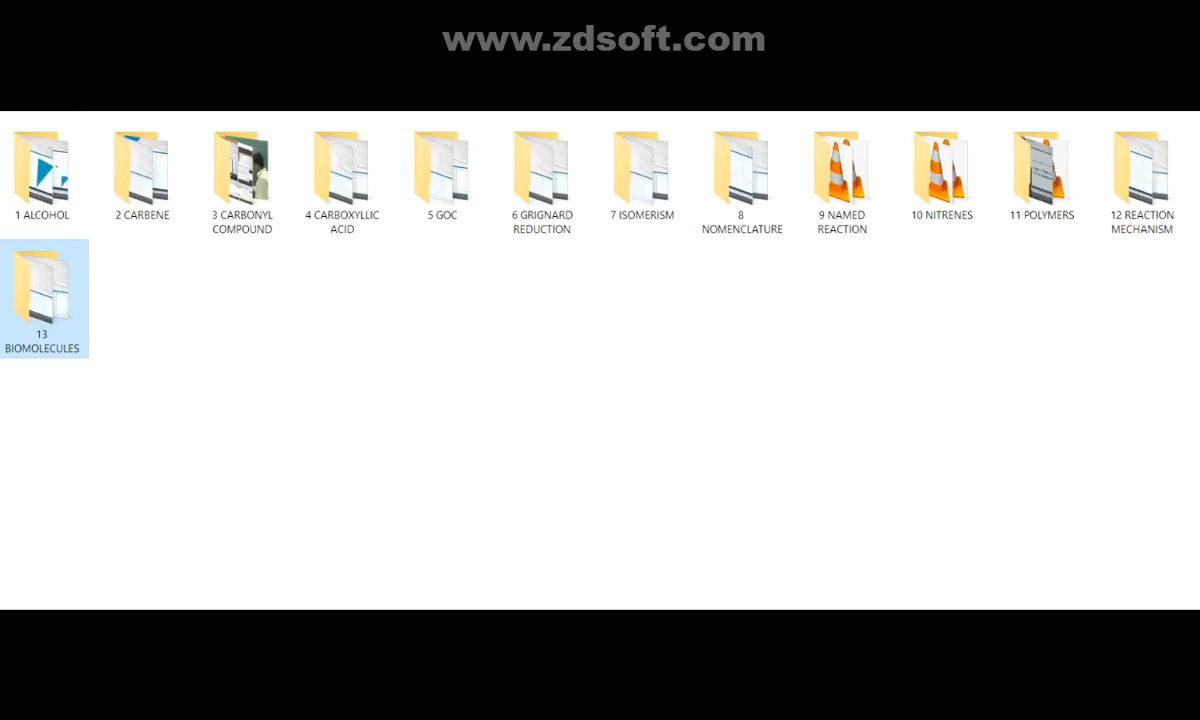 www.zdsoft.com
1 ALCOHOL
2 CARBENE
3 CARBONYL
COMPOUND
4 CARBOXYLLIC
ACID
5 GOC
6 GRIGNARD
REDUCTION
7 ISOMERISM
8
NOMENCLATURE
9 NAMED
REACTION
10 NITRENES
11 POLYMERS
12 REACTION
MECHANISM
13
BIOMOLECULES